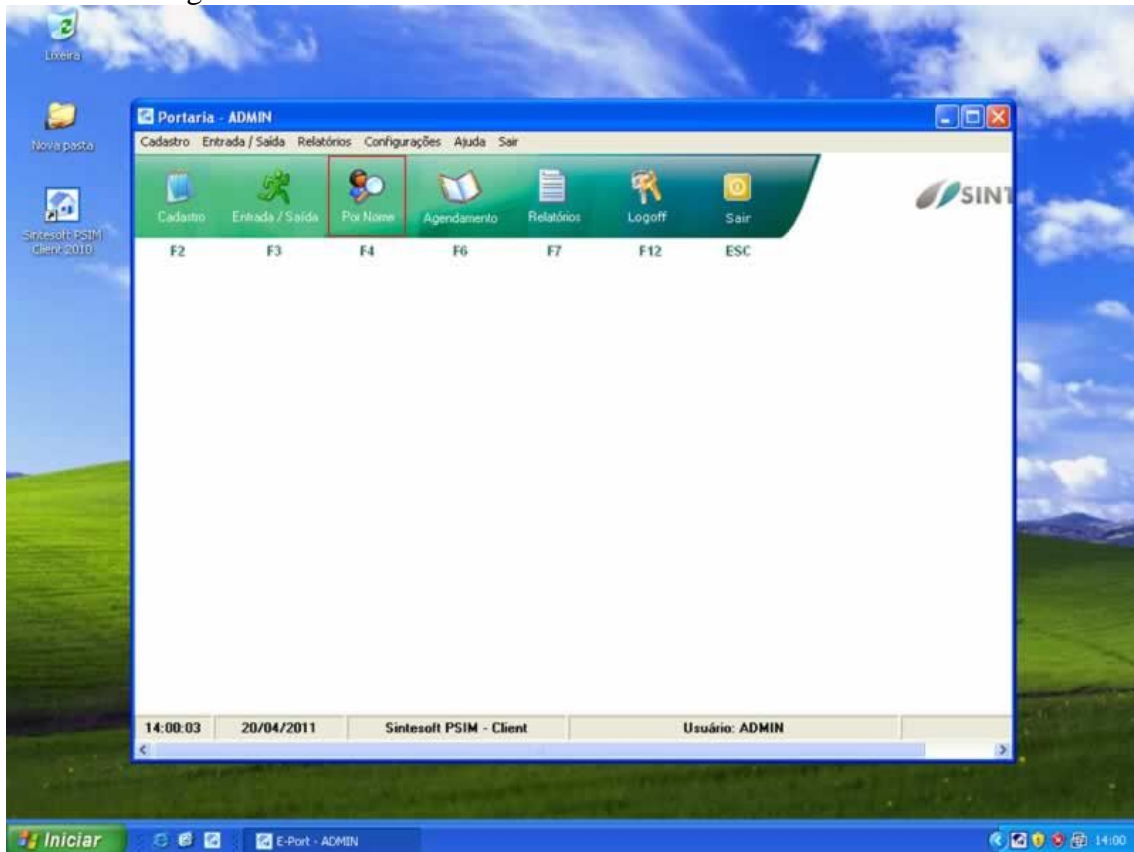 Lixeira
Nova pasta
Sintesoft PSIM
Client 2010
Portaria - ADMIN
Cadastro Entrada / Saída Relatórios Configurações Ajuda Sair
Cadastro Entrada / Saída Por Nome Agendamento Relatórios Logoff Sair
F2 F3 F4 F6 F7 F12 ESC
SINT
14:00:03 20/04/2011 Sintesoft PSIM - Client Usuário: ADMIN
Iniciar E-Port - ADMIN 14:00